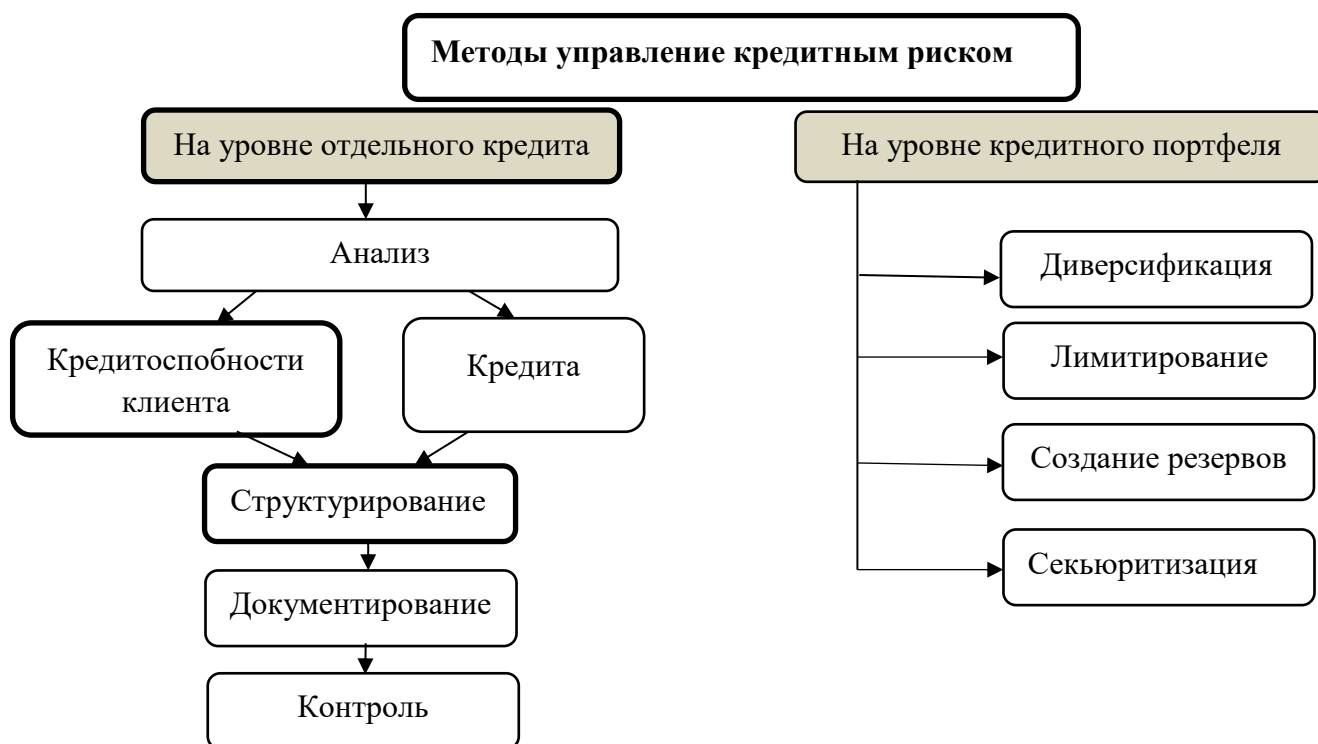 Методы управление кредитным риском
На уровне отдельного кредита
Анализ
Кредитоспобности
клиента
Кредита
Структурирование
Документирование
Контроль
На уровне кредитного портфеля
Диверсификация
Лимитирование
Создание резервов
Секьюритизация